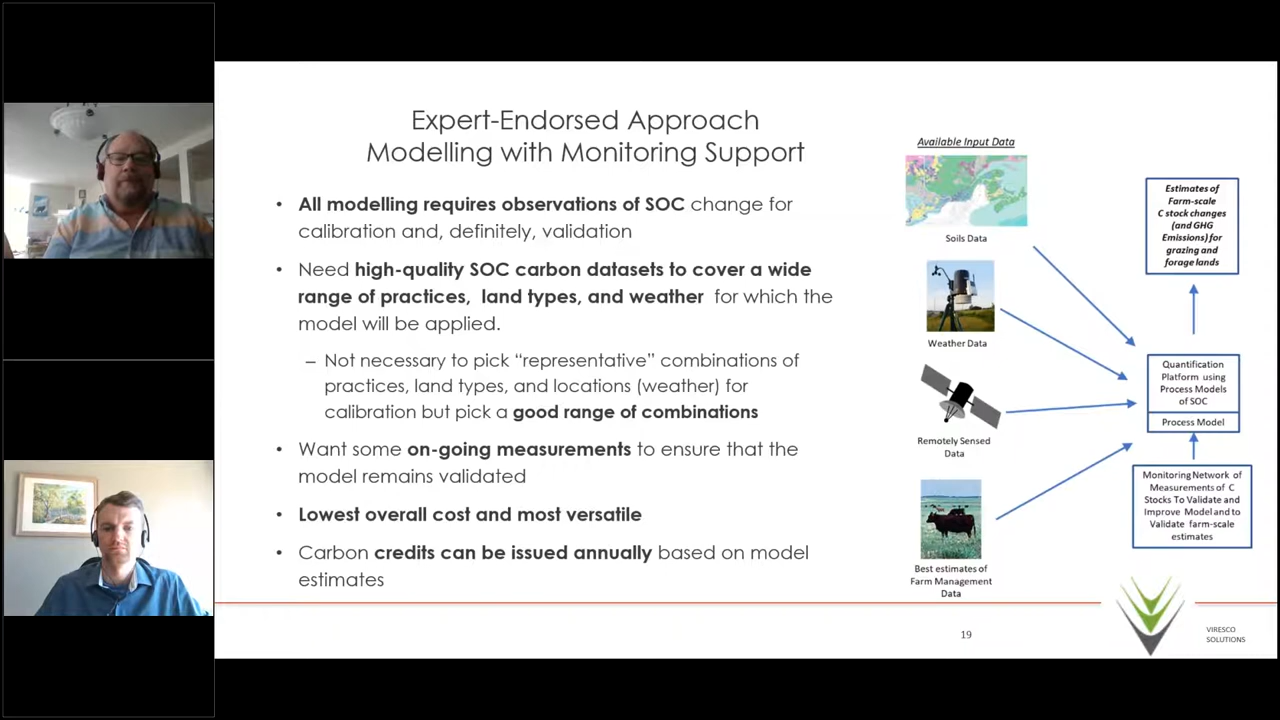 Expert-Endorsed Approach
Modelling with Monitoring Support
• All modelling requires observations of SOC change for
calibration and, definitely, validation
• Need high-quality SOC carbon datasets to cover a wide
range of practices, land types, and weather for which the
model will be applied.
– Not necessary to pick “representative” combinations of
practices, land types, and locations (weather) for
calibration but pick a good range of combinations
• Want some on-going measurements to ensure that the
model remains validated
• Lowest overall cost and most versatile
• Carbon credits can be issued annually based on model
estimates
Available Input Data
Soils Data
Weather Data
Remotely Sensed
Data
Best estimates of
Farm Management
Data
Estimates of
Farm-scale
C stock changes
(and GHG
Emissions) for
grazing and
forage lands
Quantification
Platform using
Process Models
of SOC
Process Model
Monitoring Network of
Measurements of C
Stocks To Validate and
Improve Model and to
Validate farm-scale
estimates
19
VIRESCO
SOLUTIONS